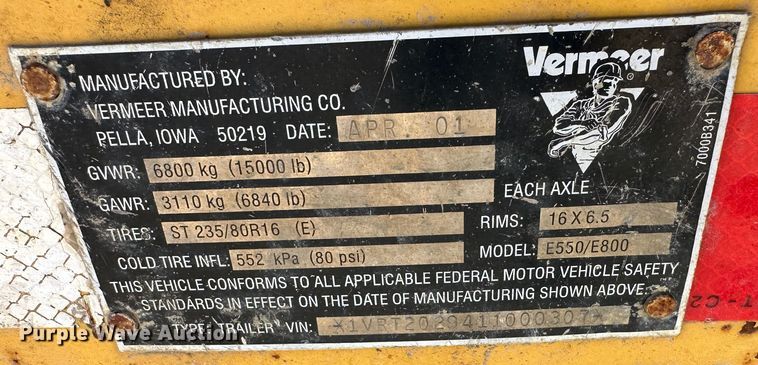 Vermeer
MANUFACTURED BY:
VERMEER MANUFACTURING CO.
PELLA, IOWA 50219 DATE: APR. 01
GVWR: 6800 kg (15000 lb)
GAWR: 3110 kg (6840 lb) EACH AXLE
TIRES: ST 235/80R16 (E) RIMS: 16 X 6.5
COLD TIRE INFL: 552 kPa (80 psi) MODEL: E550/E800
THIS VEHICLE CONFORMS TO ALL APPLICABLE FEDERAL MOTOR VEHICLE SAFETY
STANDARDS IN EFFECT ON THE DATE OF MANUFACTURING SHOWN ABOVE.
TYPE: TRAILER VIN:
7000B341
Purple Wave Auction